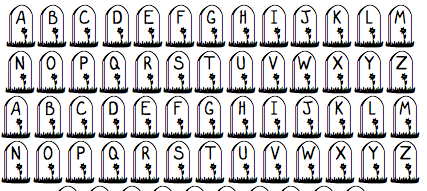 A B C D E F G H I J K L M
N O P Q R S T U V W X Y Z
A B C D E F G H I J K L M
N O P Q R S T U V W X Y Z